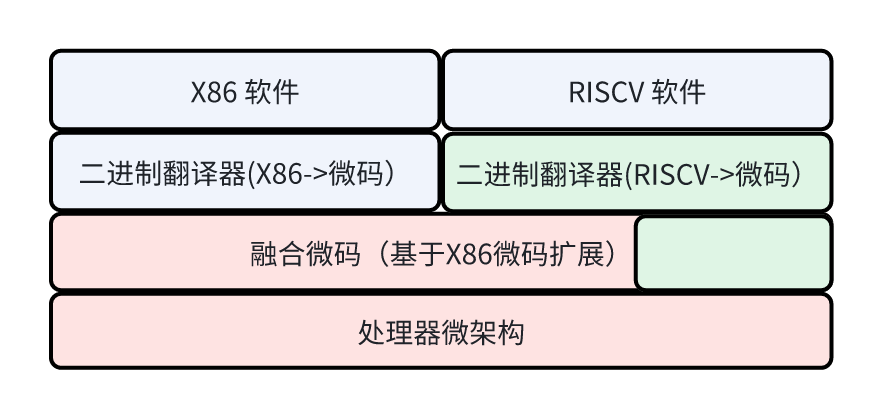 X86 软件
RISCV 软件
二进制翻译器(X86->微码）
二进制翻译器(RISCV->微码）
融合微码（基于X86微码扩展）
处理器微架构